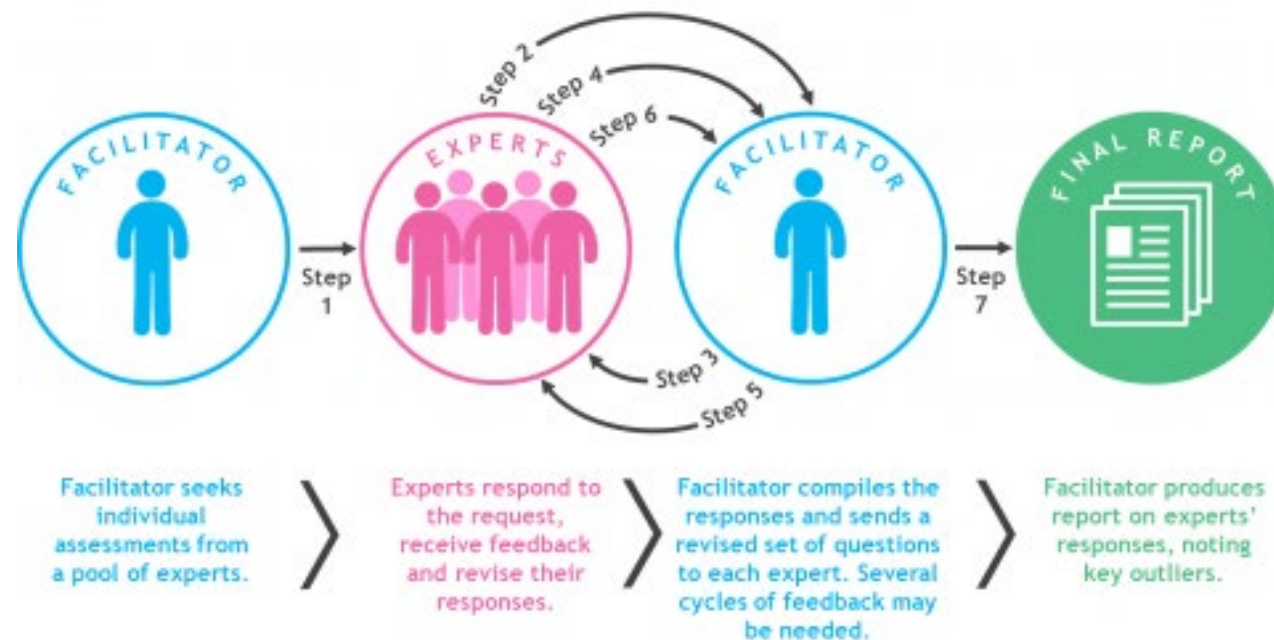 Step 2
Step 4
Step 6
FACILITATOR
EXPERTS
FACILITATOR
FINAL REPORT
Step
1
Step
7
Step 3
Step 5
Facilitator seeks
individual
assessments from
a pool of experts.
Experts respond to
the request,
receive feedback
and revise their
responses.
Facilitator compiles the
responses and sends a
revised set of questions
to each expert. Several
cycles of feedback may
be needed.
Facilitator produces
report on experts’
responses, noting
key outliers.